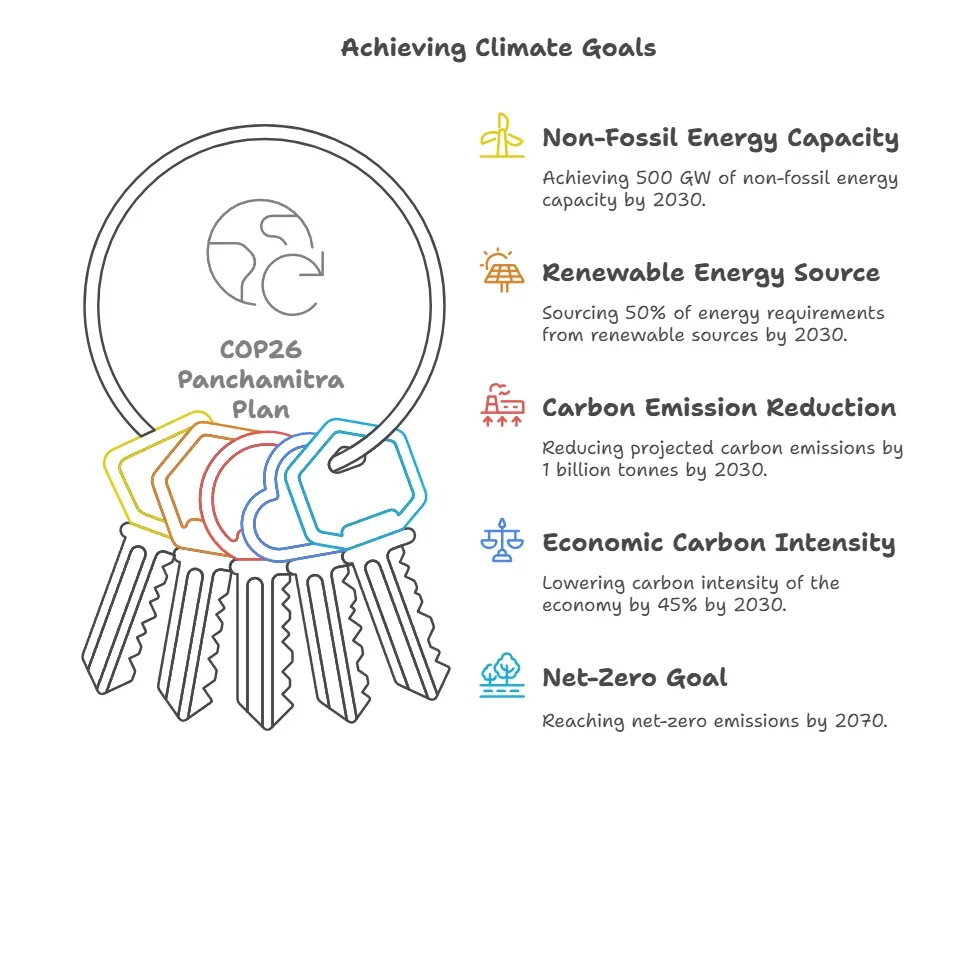 Achieving Climate Goals
COP26
Panchamitra
Plan
Non-Fossil Energy Capacity
Achieving 500 GW of non-fossil energy
capacity by 2030.
Renewable Energy Source
Sourcing 50% of energy requirements
from renewable sources by 2030.
Carbon Emission Reduction
Reducing projected carbon emissions by
1 billion tonnes by 2030.
Economic Carbon Intensity
Lowering carbon intensity of the
economy by 45% by 2030.
Net-Zero Goal
Reaching net-zero emissions by 2070.